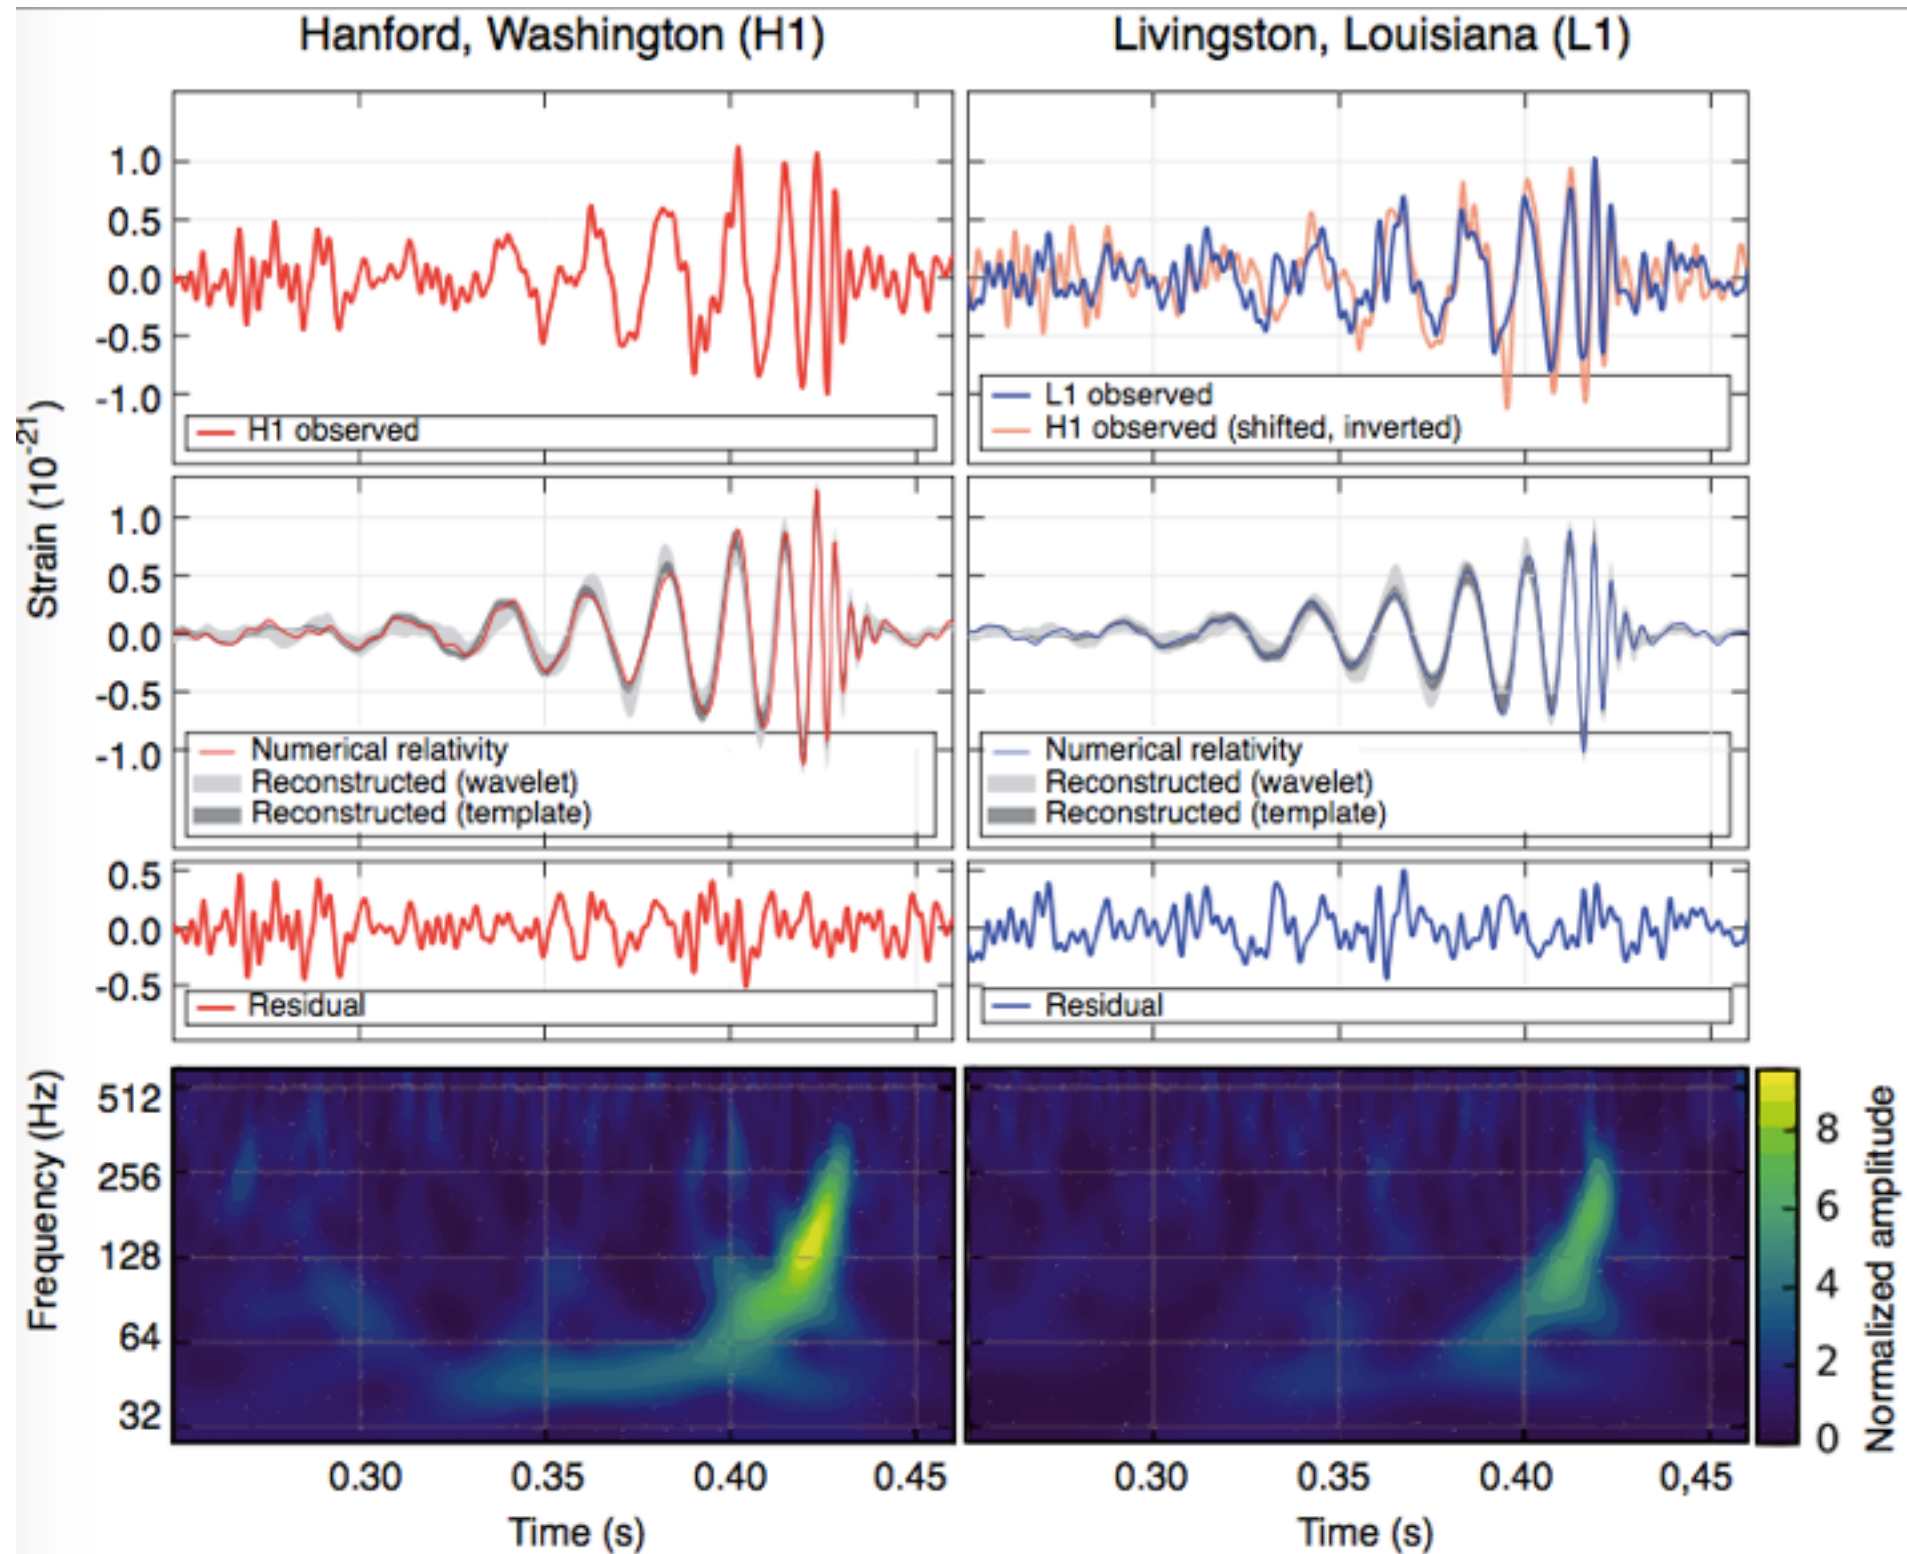 Hanford, Washington (H1)
Livingston, Louisiana (L1)
1.0
0.5
0.0
-0.5
-1.0
H1 observed
L1 observed
H1 observed (shifted, inverted)
Strain (10-21)
1.0
0.5
0.0
-0.5
-1.0
Numerical relativity
Reconstructed (wavelet)
Reconstructed (template)
Numerical relativity
Reconstructed (wavelet)
Reconstructed (template)
0.5
0.0
-0.5
Residual
Residual
Frequency (Hz)
512
256
128
64
32
8
6
4
2
0
Normalized amplitude
0.30 0.35 0.40 0.45
0.30 0.35 0.40 0,45
Time (s)
Time (s)